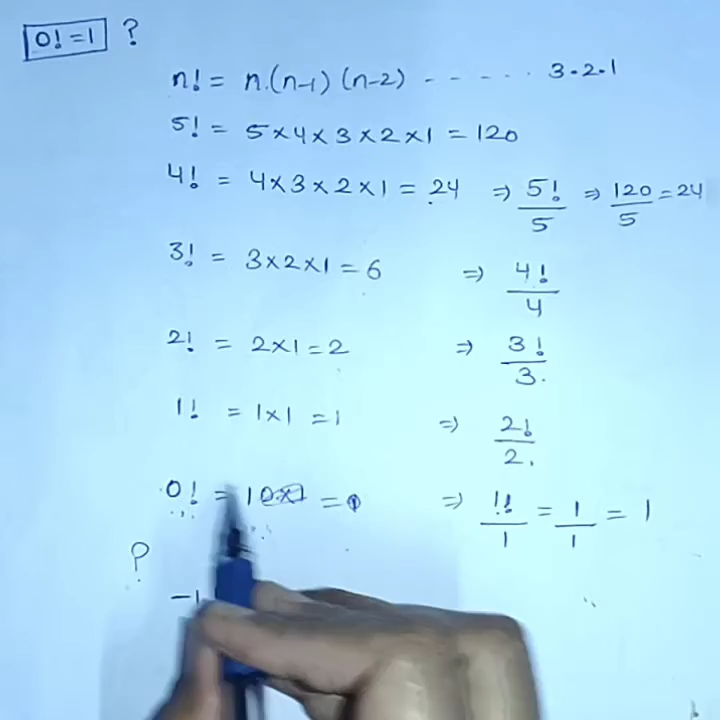 0! = 1 ?
n! = n.(n-1) (n-2) - - - . . . 3.2.1
5! = 5×4×3×2×1 = 120
4! = 4×3×2×1 = 24 ⇒ 5!/5 ⇒ 120/5 = 24
3! = 3×2×1 = 6 ⇒ 4!/4
2! = 2×1 = 2 ⇒ 3!/3.
1! = 1×1 = 1 ⇒ 2!/2.
0! = 1 = ⇒ 1!/1 = 1/1 = 1
?
-1